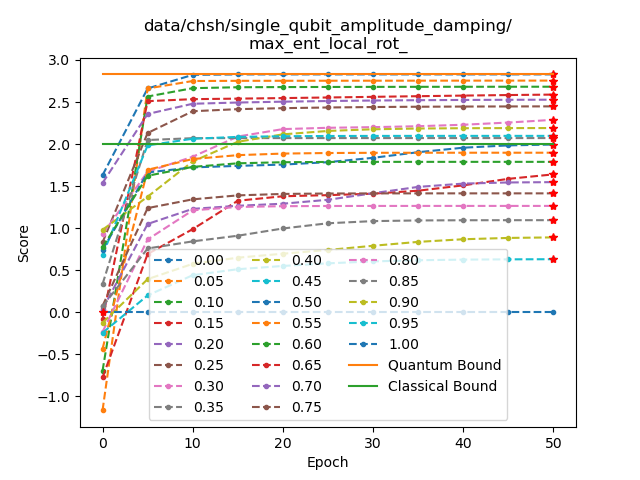 data/chsh/single_qubit_amplitude_damping/
max_ent_local_rot_
Score
3.0
2.5
2.0
1.5
1.0
0.5
0.0
−0.5
−1.0
0.00 0.40 0.80
0.05 0.45 0.85
0.10 0.50 0.90
0.15 0.55 0.95
0.20 0.60 1.00
0.25 0.65 Quantum Bound
0.30 0.70 Classical Bound
0.35 0.75
0 10 20 30 40 50
Epoch